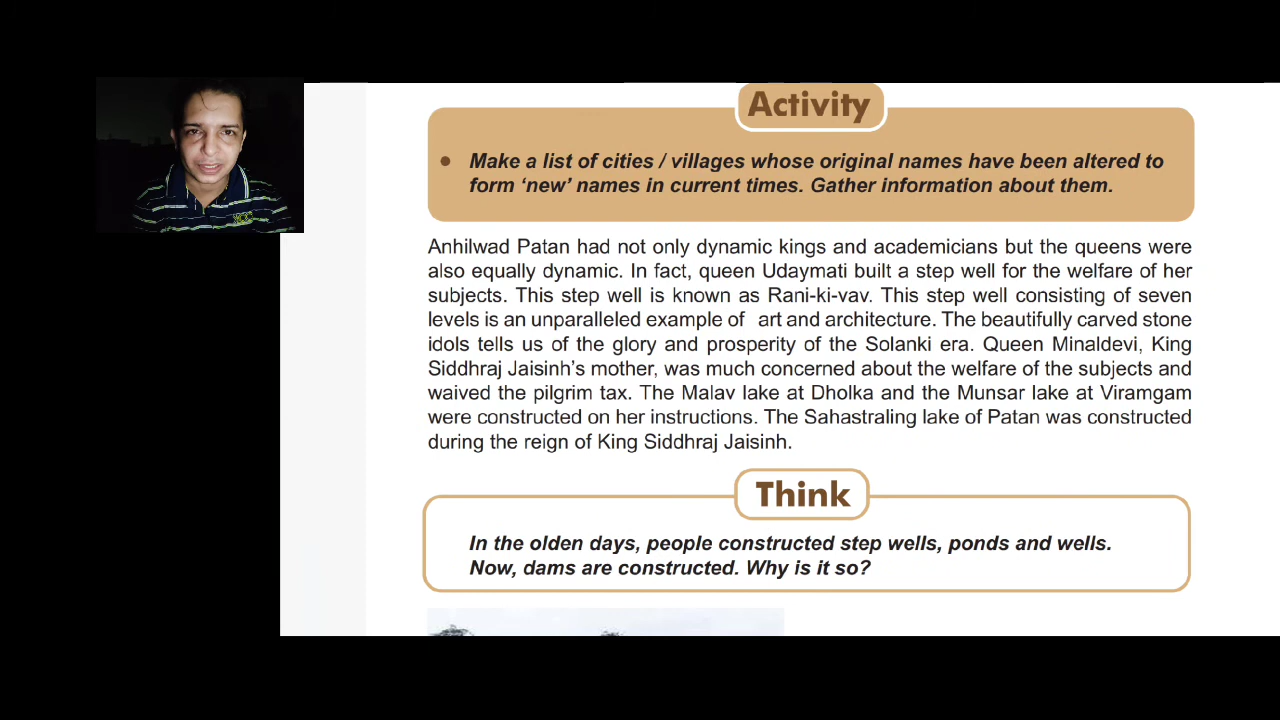 Activity
• Make a list of cities / villages whose original names have been altered to
form ‘new’ names in current times. Gather information about them.
Anhilwad Patan had not only dynamic kings and academicians but the queens were
also equally dynamic. In fact, queen Udaymati built a step well for the welfare of her
subjects. This step well is known as Rani-ki-vav. This step well consisting of seven
levels is an unparalleled example of art and architecture. The beautifully carved stone
idols tells us of the glory and prosperity of the Solanki era. Queen Minaldevi, King
Siddhraj Jaisinh’s mother, was much concerned about the welfare of the subjects and
waived the pilgrim tax. The Malav lake at Dholka and the Munsar lake at Viramgam
were constructed on her instructions. The Sahastraling lake of Patan was constructed
during the reign of King Siddhraj Jaisinh.
Think
In the olden days, people constructed step wells, ponds and wells.
Now, dams are constructed. Why is it so?